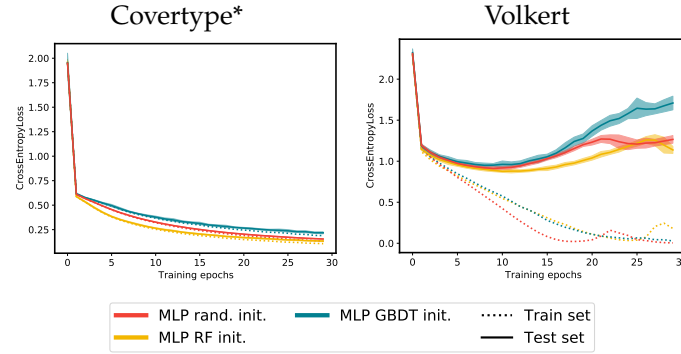 Covertype*
Volkert
CrossEntropyLoss
2.00
1.75
1.50
1.25
1.00
0.75
0.50
0.25
0 5 10 15 20 25 30
Training epochs
CrossEntropyLoss
2.0
1.5
1.0
0.5
0.0
0 5 10 15 20 25
Training epochs
MLP rand. init.
MLP RF init.
MLP GBDT init.
Train set
Test set